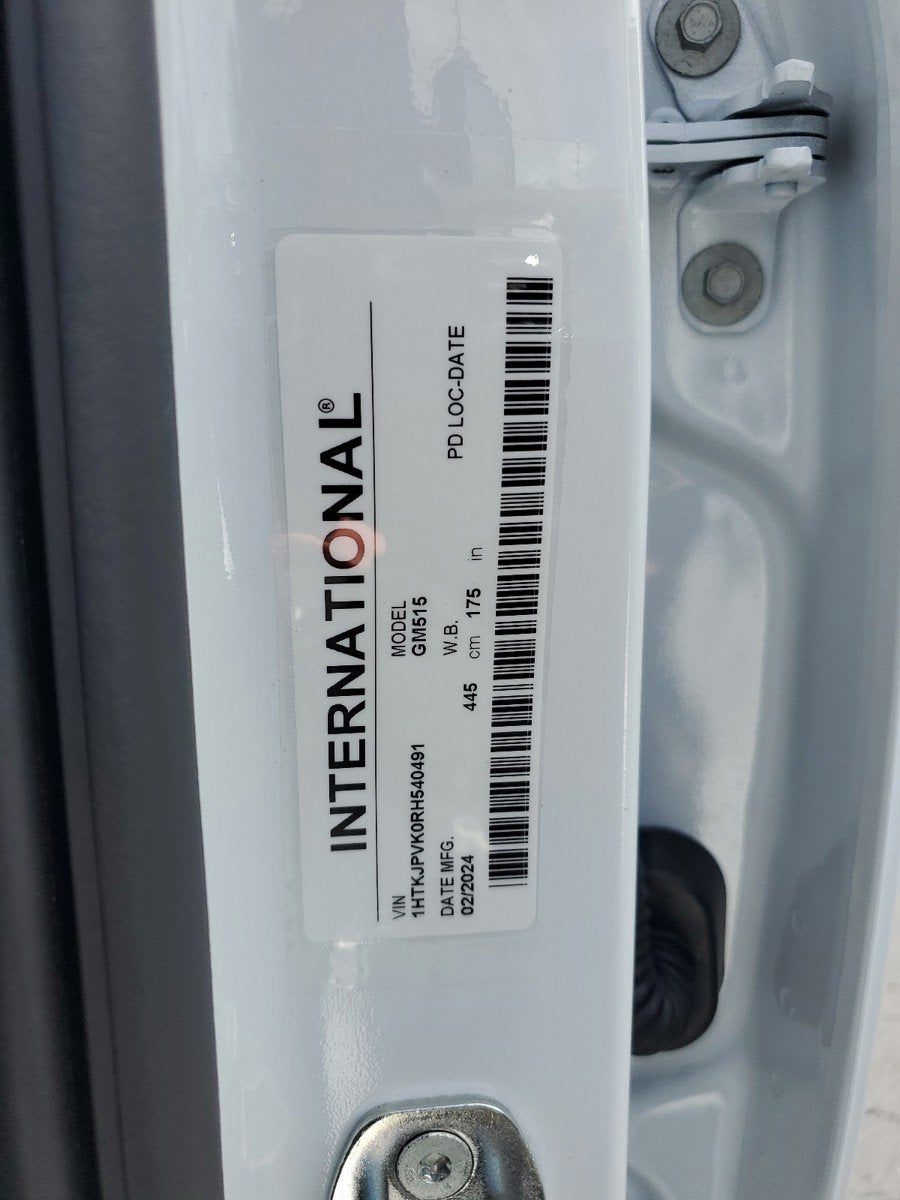 INTERNATIONAL®
VIN MODEL
1HTKJPVK0RH540491 GM515
DATE MFG. W.B. PD LOC-DATE
02/2024 445 cm 175 in